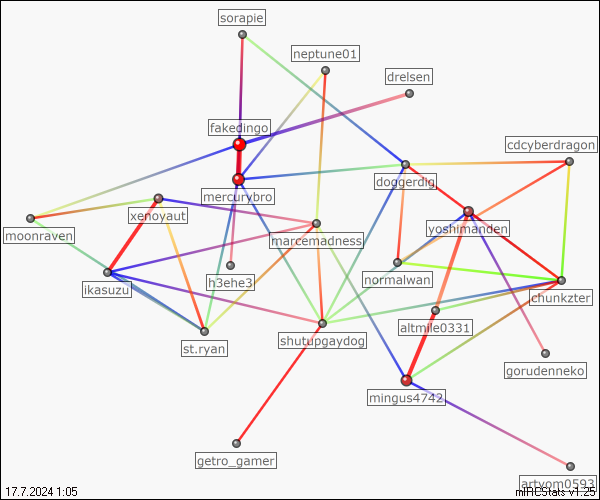 sorapie
neptune01
drelsen
fakedingo
cdcyberdragon
doggerdig
mercurybro
xenoyaut
yoshimanden
moonraven
marcemadness
h3ehe3
normalwan
ikasuzu
chunkzter
altmile0331
st.ryan
shutupgaydog
gorudenneko
mingus4742
getro_gamer
artyom0593
17.7.2024 1:05
mIRCStats v1.25